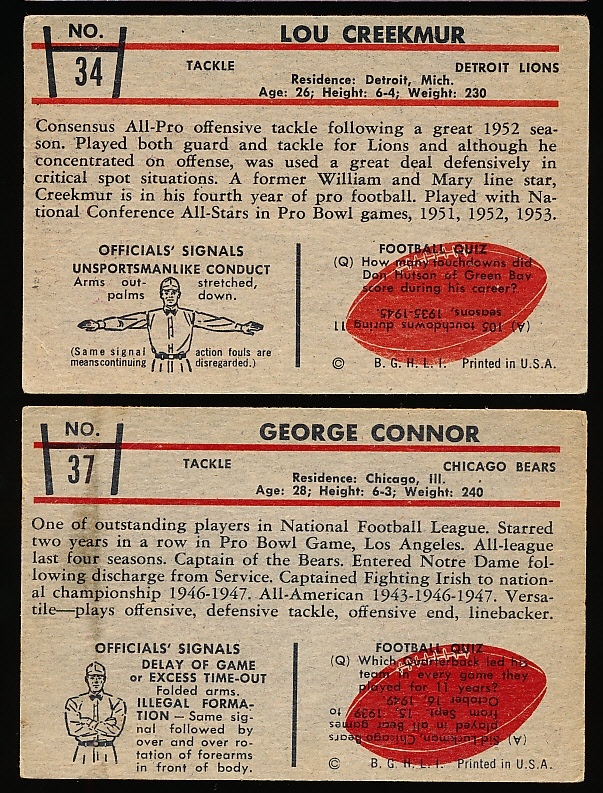 NO.
34
LOU CREEKMUR
TACKLE
DETROIT LIONS
Residence: Detroit, Mich.
Age: 26; Height: 6-4; Weight: 230
Consensus All-Pro offensive tackle following a great 1952 sea-
son. Played both guard and tackle for Lions and although he
concentrated on offense, was used a great deal defensively in
critical spot situations. A former William and Mary line star,
Creekmur is in his fourth year of pro football. Played with Na-
tional Conference All-Stars in Pro Bowl games, 1951, 1952, 1953.
OFFICIALS' SIGNALS
UNSPORTSMANLIKE CONDUCT
Arms out- stretched,
palms down.
(Same signal action fouls are
means continuing disregarded.)
FOOTBALL QUIZ
(Q) How many touchdowns did
Don Hutson of Green Bay
score during his career?
(A) 105 touchdowns during 11
seasons, 1935-1945.
© B. G. H. L. I. Printed in U.S.A.
NO.
37
GEORGE CONNOR
TACKLE
CHICAGO BEARS
Residence: Chicago, Ill.
Age: 28; Height: 6-3; Weight: 240
One of outstanding players in National Football League. Starred
two years in a row in Pro Bowl Game, Los Angeles. All-league
last four seasons. Captain of the Bears. Entered Notre Dame fol-
lowing discharge from Service. Captained Fighting Irish to nation-
al championship 1946-1947. All-American 1943-1946-1947. Versa-
tile—plays offensive, defensive tackle, offensive end, linebacker.
OFFICIALS' SIGNALS
DELAY OF GAME
or EXCESS TIME-OUT
Folded arms.
ILLEGAL FORMA-
TION — Same sig-
nal followed by
over and over ro-
tation of forearms
in front of body.
FOOTBALL QUIZ
(Q) Which Quarterback led his
team in every game they
played for 11 years?
(A) Sid Luckman, Chicago Bears
played in all Bear games
from Sept. 15, 1939 to
October 16, 1949
© B. G. H. L. I. Printed in U.S.A.